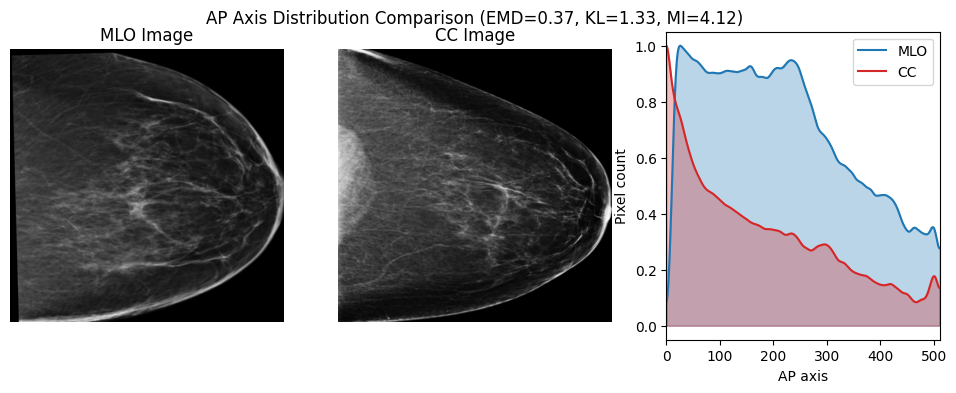 AP Axis Distribution Comparison (EMD=0.37, KL=1.33, MI=4.12)
MLO Image
CC Image
MLO
CC
Pixel count
1.0
0.8
0.6
0.4
0.2
0.0
0 100 200 300 400 500
AP axis